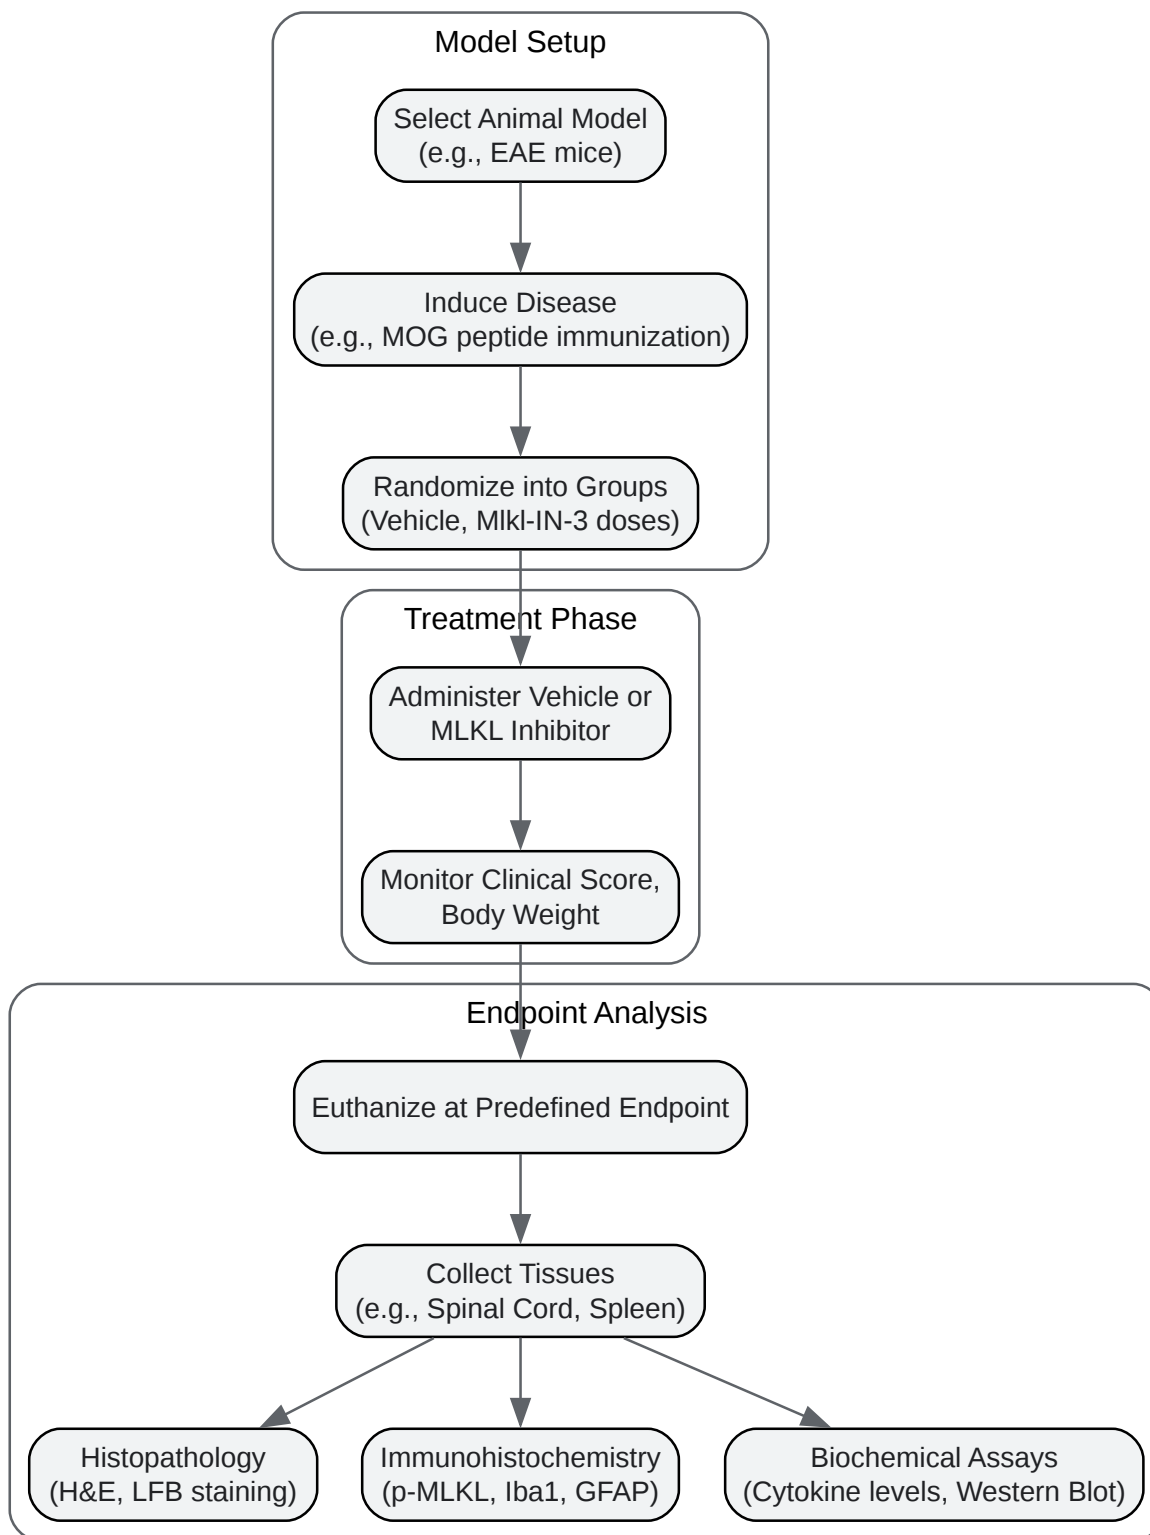 Model Setup
Select Animal Model
(e.g., EAE mice)
Induce Disease
(e.g., MOG peptide immunization)
Randomize into Groups
(Vehicle, Mlkl-IN-3 doses)
Treatment Phase
Administer Vehicle or
MLKL Inhibitor
Monitor Clinical Score,
Body Weight
Endpoint Analysis
Euthanize at Predefined Endpoint
Collect Tissues
(e.g., Spinal Cord, Spleen)
Histopathology
(H&E, LFB staining)
Immunohistochemistry
(p-MLKL, Iba1, GFAP)
Biochemical Assays
(Cytokine levels, Western Blot)